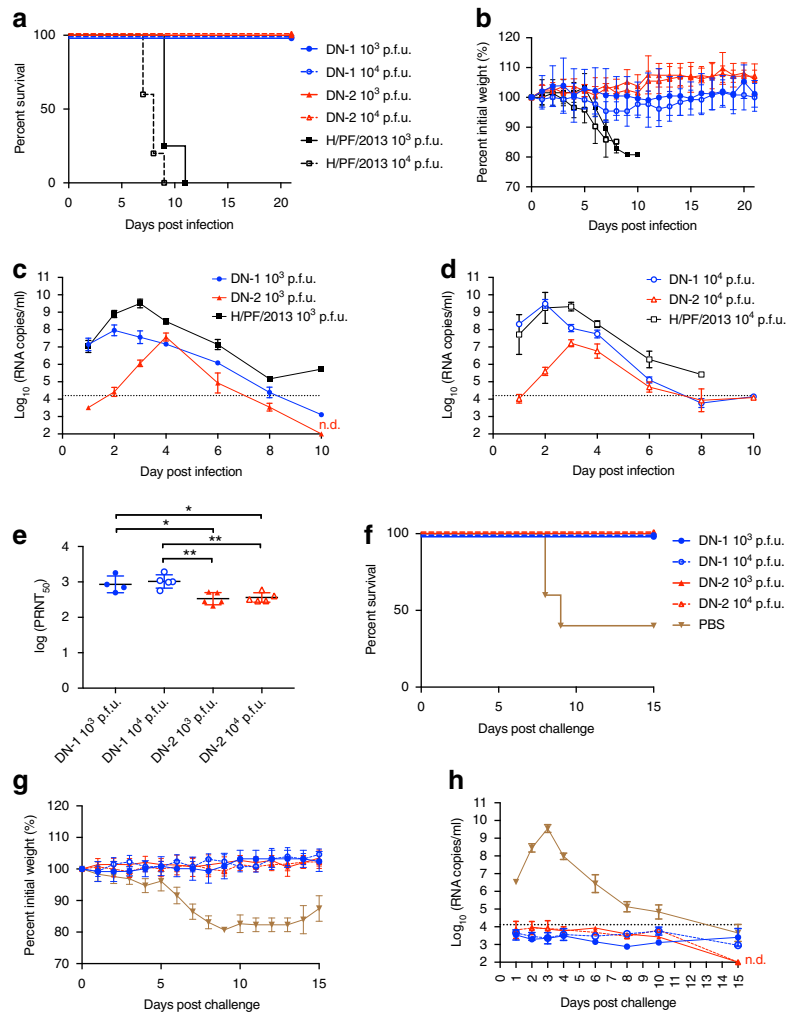 a
Percent survival
100
50
0
0 5 10 15 20
Days post infection
DN-1 10³ p.f.u.
DN-1 10⁴ p.f.u.
DN-2 10³ p.f.u.
DN-2 10⁴ p.f.u.
H/PF/2013 10³ p.f.u.
H/PF/2013 10⁴ p.f.u.
b
Percent initial weight (%)
120
110
100
90
80
70
0 5 10 15 20
Days post infection
c
Log₁₀ (RNA copies/ml)
11
10
9
8
7
6
5
4
3
2
0 2 4 6 8 10
Day post infection
DN-1 10³ p.f.u.
DN-2 10³ p.f.u.
H/PF/2013 10³ p.f.u.
n.d.
d
Log₁₀ (RNA copies/ml)
11
10
9
8
7
6
5
4
3
2
0 2 4 6 8 10
Day post infection
DN-1 10⁴ p.f.u.
DN-2 10⁴ p.f.u.
H/PF/2013 10⁴ p.f.u.
e
log (PRNT₅₀)
4
3
2
1
0
*
*
**
**
DN-1 10³ p.f.u.
DN-1 10⁴ p.f.u.
DN-2 10³ p.f.u.
DN-2 10⁴ p.f.u.
f
Percent survival
100
50
0
0 5 10 15
Days post challenge
DN-1 10³ p.f.u.
DN-1 10⁴ p.f.u.
DN-2 10³ p.f.u.
DN-2 10⁴ p.f.u.
PBS
g
Percent initial weight (%)
120
110
100
90
80
70
0 5 10 15
Days post challenge
h
Log₁₀ (RNA copies/ml)
11
10
9
8
7
6
5
4
3
2
0 1 2 3 4 5 6 7 8 9 10 11 12 13 14 15
Days post challenge
n.d.